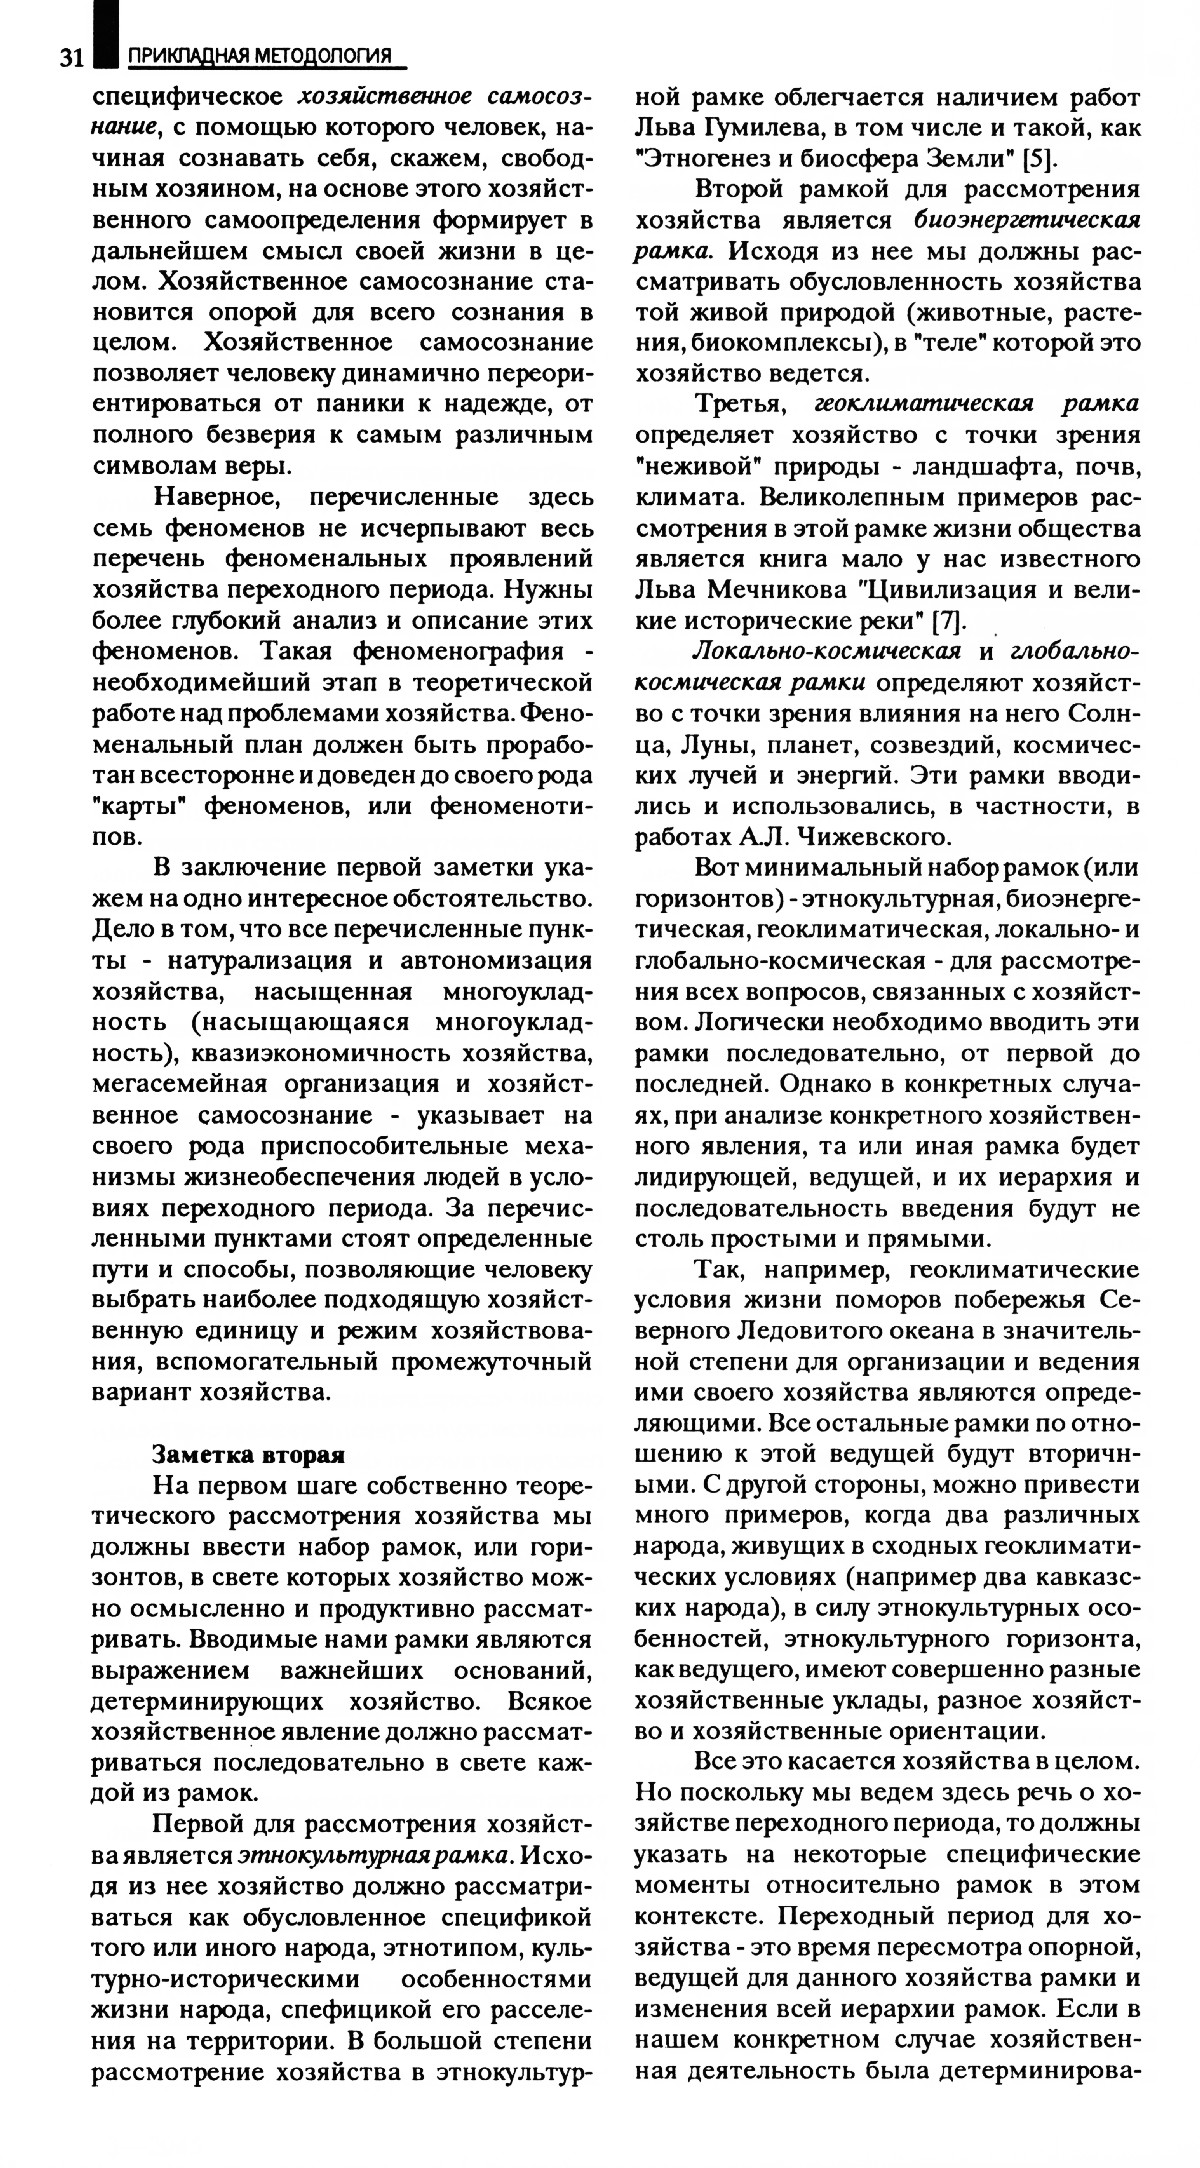 31
ПРИКЛАДНАЯ МЕТОДОЛОГИЯ
специфическое хозяйственное самосоз-
нание, с помощью которого человек, на-
чиная сознавать себя, скажем, свобод-
ным хозяином, на основе этого хозяйст-
венного самоопределения формирует в
дальнейшем смысл своей жизни в це-
лом. Хозяйственное самосознание ста-
новится опорой для всего сознания в
целом. Хозяйственное самосознание
позволяет человеку динамично переори-
ентироваться от паники к надежде, от
полного безверия к самым различным
символам веры.
Наверное, перечисленные здесь
семь феноменов не исчерпывают весь
перечень феноменальных проявлений
хозяйства переходного периода. Нужны
более глубокий анализ и описание этих
феноменов. Такая феноменография -
необходимейший этап в теоретической
работе над проблемами хозяйства. Фено-
менальный план должен быть прорабо-
тан всесторонне и доведен до своего рода
"карты" феноменов, или феноменоти-
пов.
В заключение первой заметки ука-
жем на одно интересное обстоятельство.
Дело в том, что все перечисленные пунк-
ты - натурализация и автономизация
хозяйства, насыщенная многоуклад-
ность (насыщающаяся многоуклад-
ность), квазиэкономичность хозяйства,
мегасемейная организация и хозяйст-
венное самосознание - указывает на
своего рода приспособительные меха-
низмы жизнеобеспечения людей в усло-
виях переходного периода. За перечис-
ленными пунктами стоят определенные
пути и способы, позволяющие человеку
выбрать наиболее подходящую хозяйст-
венную единицу и режим хозяйствова-
ния, вспомогательный промежуточный
вариант хозяйства.
Заметка вторая
На первом шаге собственно теоре-
тического рассмотрения хозяйства мы
должны ввести набор рамок, или гори-
зонтов, в свете которых хозяйство мож-
но осмысленно и продуктивно рассмат-
ривать. Вводимые нами рамки являются
выражением важнейших оснований,
детерминирующих хозяйство. Всякое
хозяйственное явление должно рассмат-
риваться последовательно в свете каж-
дой из рамок.
Первой для рассмотрения хозяйст-
ва является этнокультурная рамка. Исхо-
дя из нее хозяйство должно рассматри-
ваться как обусловленное спецификой
того или иного народа, этнотипом, куль-
турно-историческими особенностями
жизни народа, спефицикой его расселе-
ния на территории. В большой степени
рассмотрение хозяйства в этнокультур-
ной рамке облегчается наличием работ
Льва Гумилева, в том числе и такой, как
"Этногенез и биосфера Земли" [5].
Второй рамкой для рассмотрения
хозяйства является биоэнергетическая
рамка. Исходя из нее мы должны рас-
сматривать обусловленность хозяйства
той живой природой (животные, расте-
ния, биокомплексы), в "теле" которой это
хозяйство ведется.
Третья, геоклиматическая рамка
определяет хозяйство с точки зрения
"неживой" природы - ландшафта, почв,
климата. Великолепным примеров рас-
смотрения в этой рамке жизни общества
является книга мало у нас известного
Льва Мечникова "Цивилизация и вели-
кие исторические реки" [7].
Локально-космическая и глобально-
космическая рамки определяют хозяйст-
во с точки зрения влияния на него Солн-
ца, Луны, планет, созвездий, космичес-
ких лучей и энергий. Эти рамки вводи-
лись и использовались, в частности, в
работах А.Л. Чижевского.
Вот минимальный набор рамок (или
горизонтов) - этнокультурная, биоэнерге-
тическая, геоклиматическая, локально- и
глобально-космическая - для рассмотре-
ния всех вопросов, связанных с хозяйст-
вом. Логически необходимо вводить эти
рамки последовательно, от первой до
последней. Однако в конкретных случа-
ях, при анализе конкретного хозяйствен-
ного явления, та или иная рамка будет
лидирующей, ведущей, и их иерархия и
последовательность введения будут не
столь простыми и прямыми.
Так, например, геоклиматические
условия жизни поморов побережья Се-
верного Ледовитого океана в значитель-
ной степени для организации и ведения
ими своего хозяйства являются опреде-
ляющими. Все остальные рамки по отно-
шению к этой ведущей будут вторичн-
ыми. С другой стороны, можно привести
много примеров, когда два различных
народа, живущих в сходных геоклимати-
ческих условиях (например два кавказс-
ких народа), в силу этнокультурных осо-
бенностей, этнокультурного горизонта,
как ведущего, имеют совершенно разные
хозяйственные уклады, разное хозяйст-
во и хозяйственные ориентации.
Все это касается хозяйства в целом.
Но поскольку мы ведем здесь речь о хо-
зяйстве переходного периода, то должны
указать на некоторые специфические
моменты относительно рамок в этом
контексте. Переходный период для хо-
зяйства - это время пересмотра опорной,
ведущей для данного хозяйства рамки и
изменения всей иерархии рамок. Если в
нашем конкретном случае хозяйствен-
ная деятельность была детерминирова-